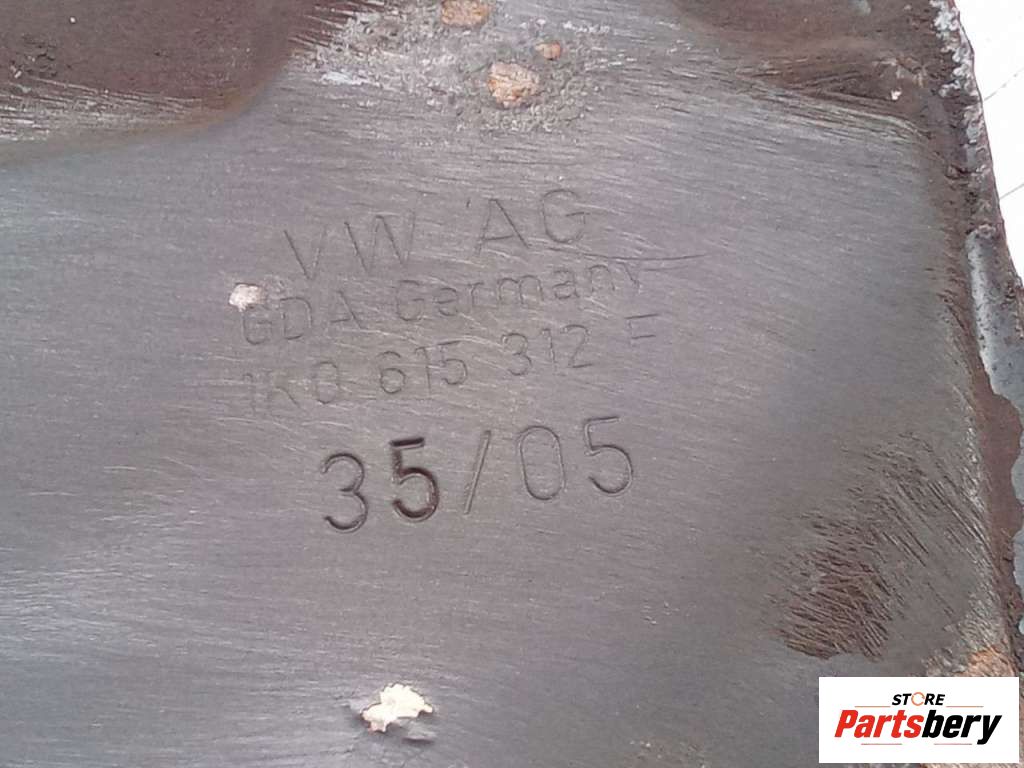 VW AG
GDA Germany
1K0 615 312 F
35/05
STORE
Partsbery